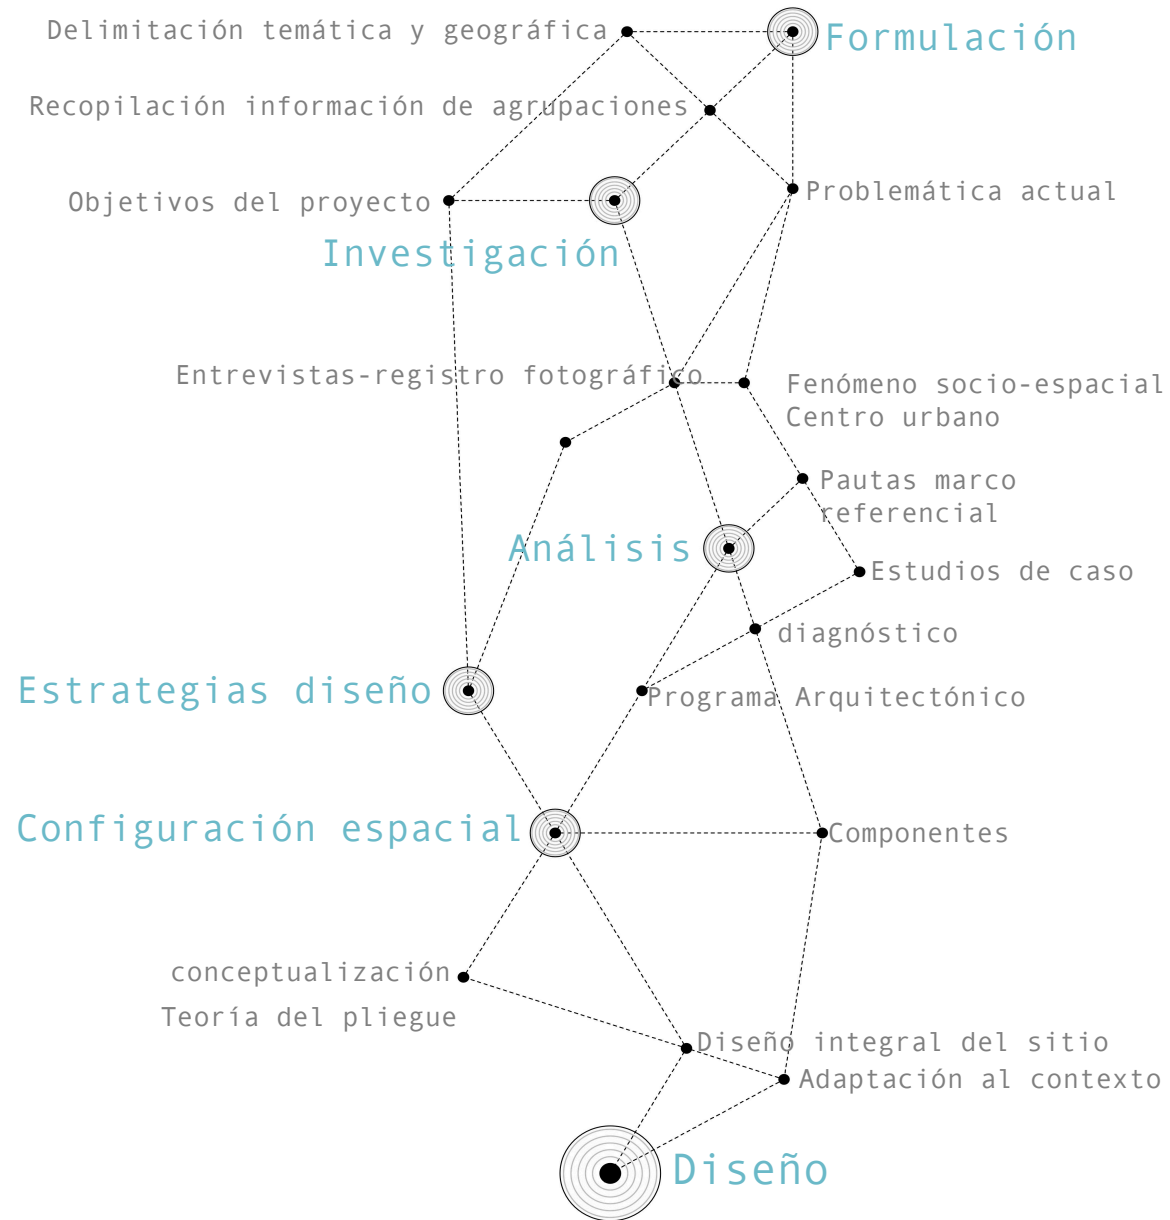 Delimitación temática y geográfica
Formulación
Recopilación información de agrupaciones
Objetivos del proyecto
Problemática actual
Investigación
Entrevistas-registro fotográfico
Fenómeno socio-espacial
Centro urbano
Pautas marco
referencial
Análisis
Estudios de caso
diagnóstico
Estrategias diseño
Programa Arquitectónico
Configuración espacial
Componentes
conceptualización
Teoría del pliegue
Diseño integral del sitio
Adaptación al contexto
Diseño